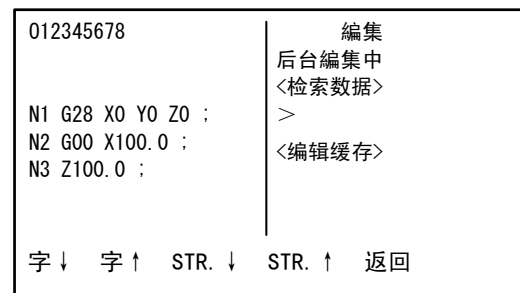 O12345678
N1 G28 X0 Y0 Z0 ;
N2 G00 X100.0 ;
N3 Z100.0 ;
編集
后台編集中
<检索数据>
>
<编辑缓存>
字↓ 字↑ STR.↓ STR.↑ 返回